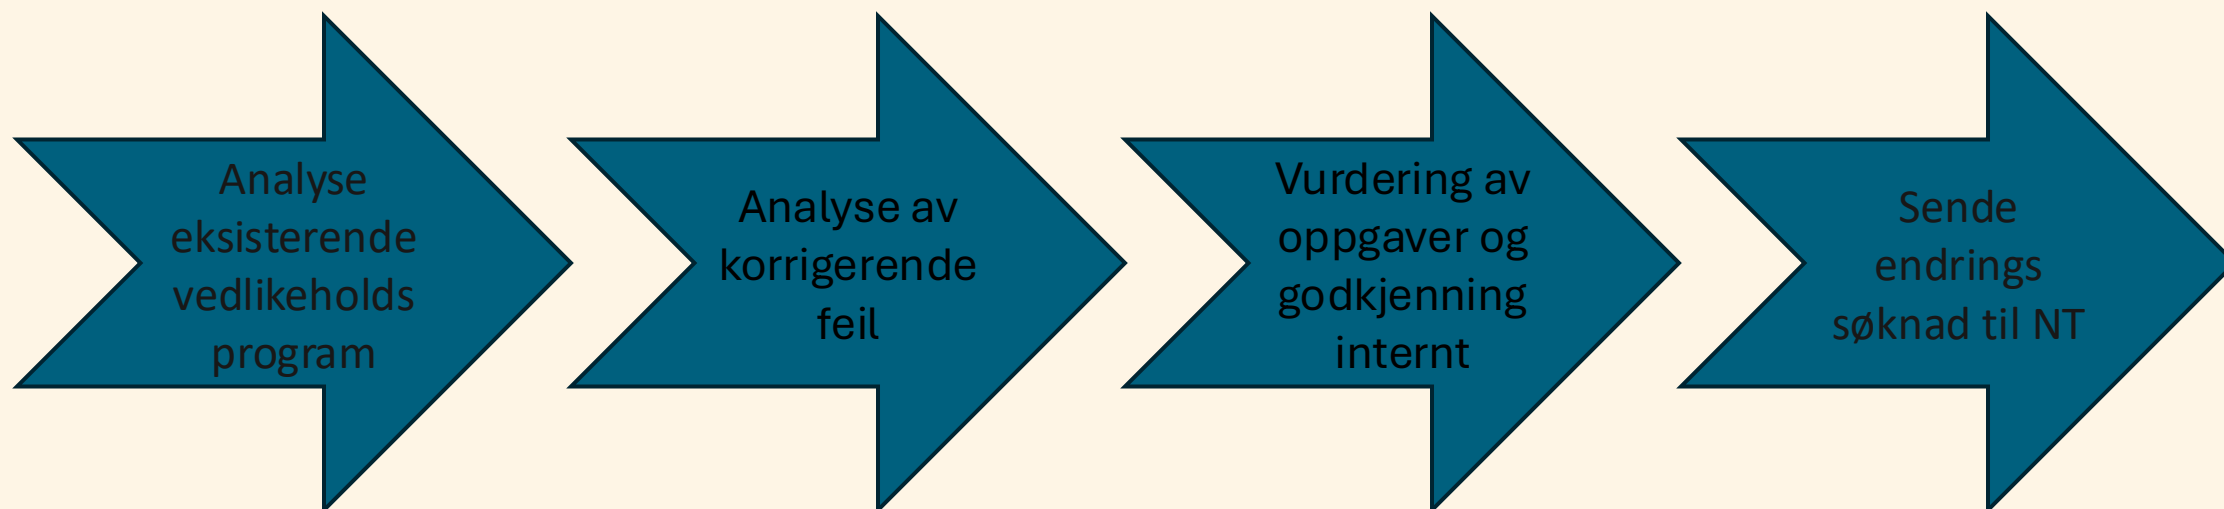 Analyse
eksisterende
vedlikeholds
program
Analyse av
korrigerende
feil
Vurdering av
oppgaver og
godkjenning
internt
Sende
endrings
søknad til NT